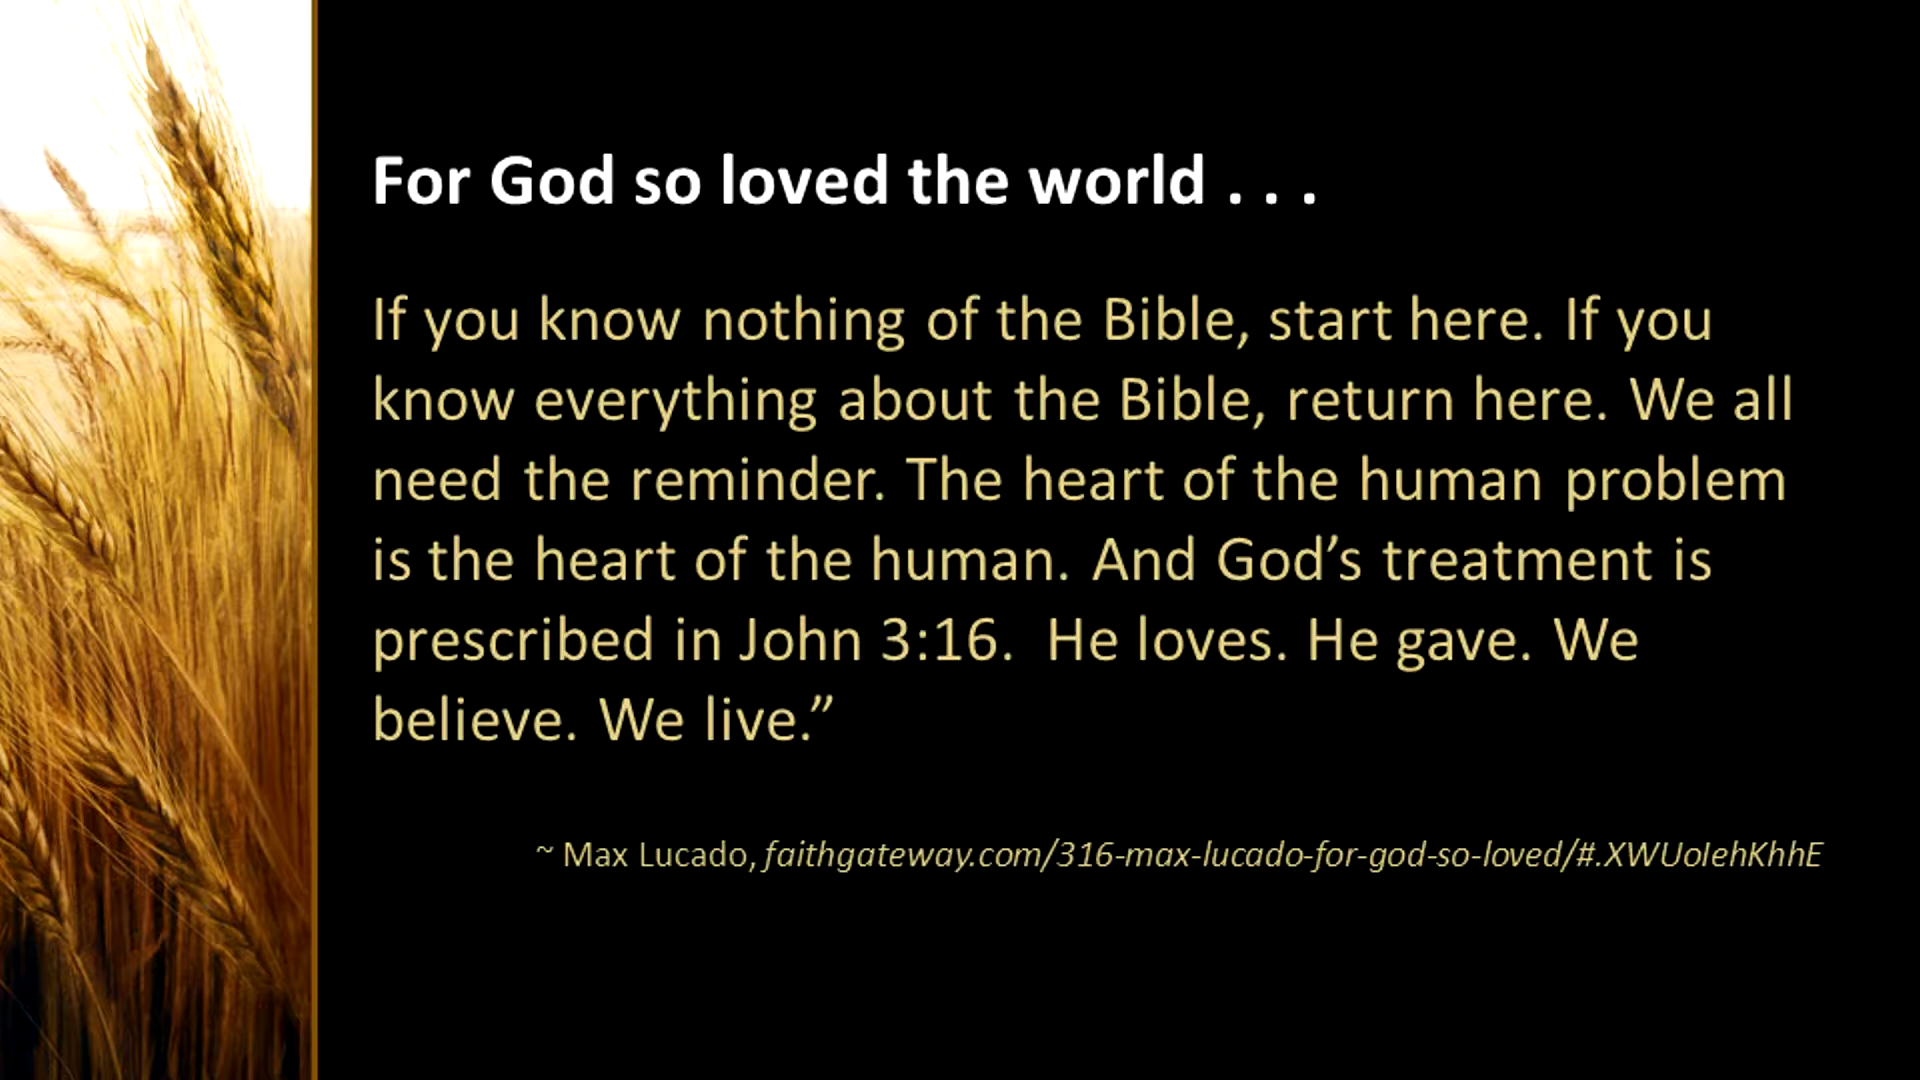 For God so loved the world . . .
If you know nothing of the Bible, start here. If you
know everything about the Bible, return here. We all
need the reminder. The heart of the human problem
is the heart of the human. And God’s treatment is
prescribed in John 3:16.  He loves. He gave. We
believe. We live.”
~ Max Lucado, faithgateway.com/316-max-lucado-for-god-so-loved/#.XWUoIehKhhE